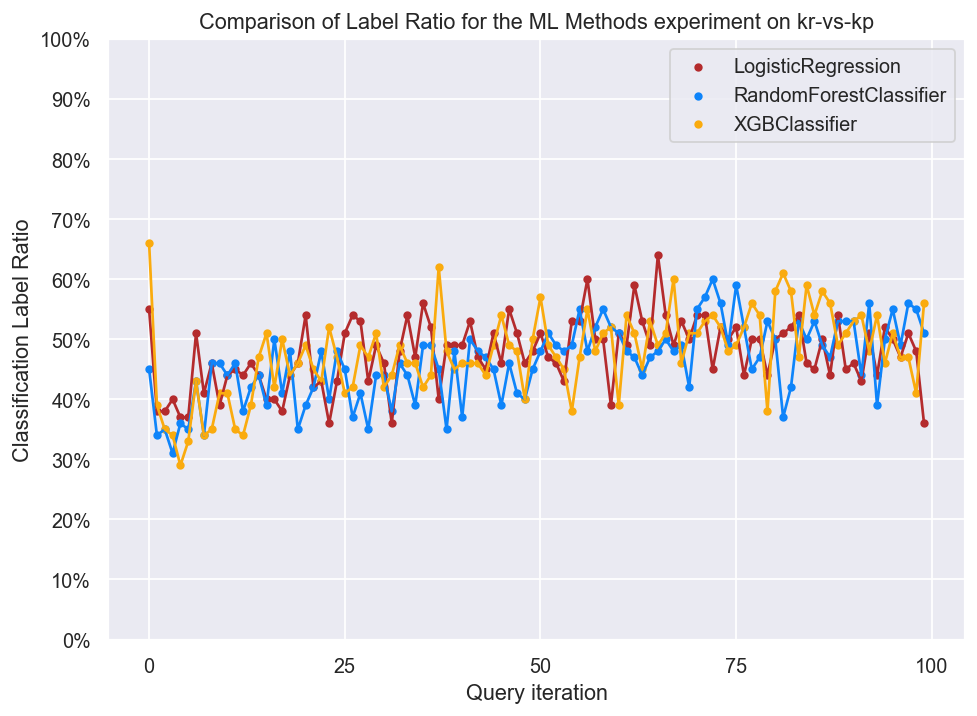 Comparison of Label Ratio for the ML Methods experiment on kr-vs-kp
100%
90%
80%
70%
60%
50%
40%
30%
20%
10%
0%
Classification Label Ratio
LogisticRegression
RandomForestClassifier
XGBClassifier
0
25
50
75
100
Query iteration